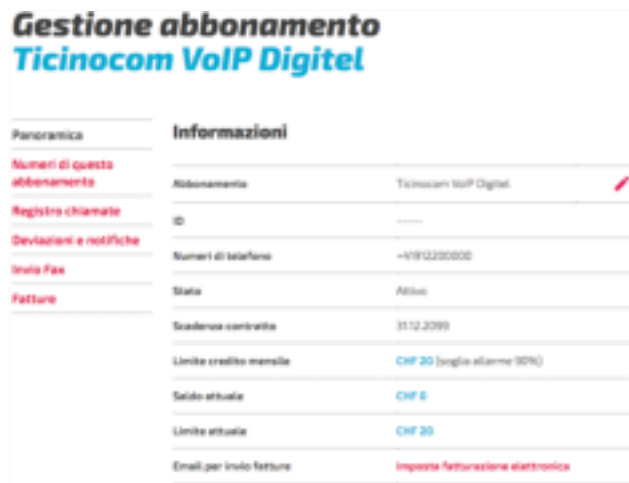 Gestione abbonamento
Ticinocom VoIP Digitel
Panoramica
Numeri di questo
abbonamento
Registro chiamate
Deviazioni e notifiche
Invio Fax
Fatture
Informazioni
Abbonamento Ticinocom VoIP Digitel
ID ------
Numeri di telefono +41912200000
Stato Attivo
Scadenza contratto 31.12.2099
Limite credito mensile CHF 20 (soglia allarme 90%)
Saldo attuale CHF 0
Limite attuale CHF 20
Email per invio fatture Imposta fatturazione elettronica